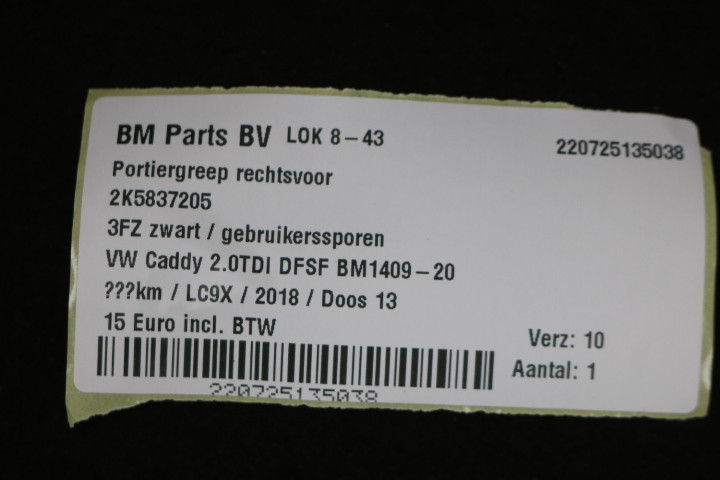 BM Parts BV LOK 8-43
220725135038
Portiergreep rechtsvoor
2K5837205
3FZ zwart / gebruikerssporen
VW Caddy 2.0TDI DFSF BM1409-20
???km / LC9X / 2018 / Doos 13
15 Euro incl. BTW
Verz: 10
Aantal: 1
220725135038